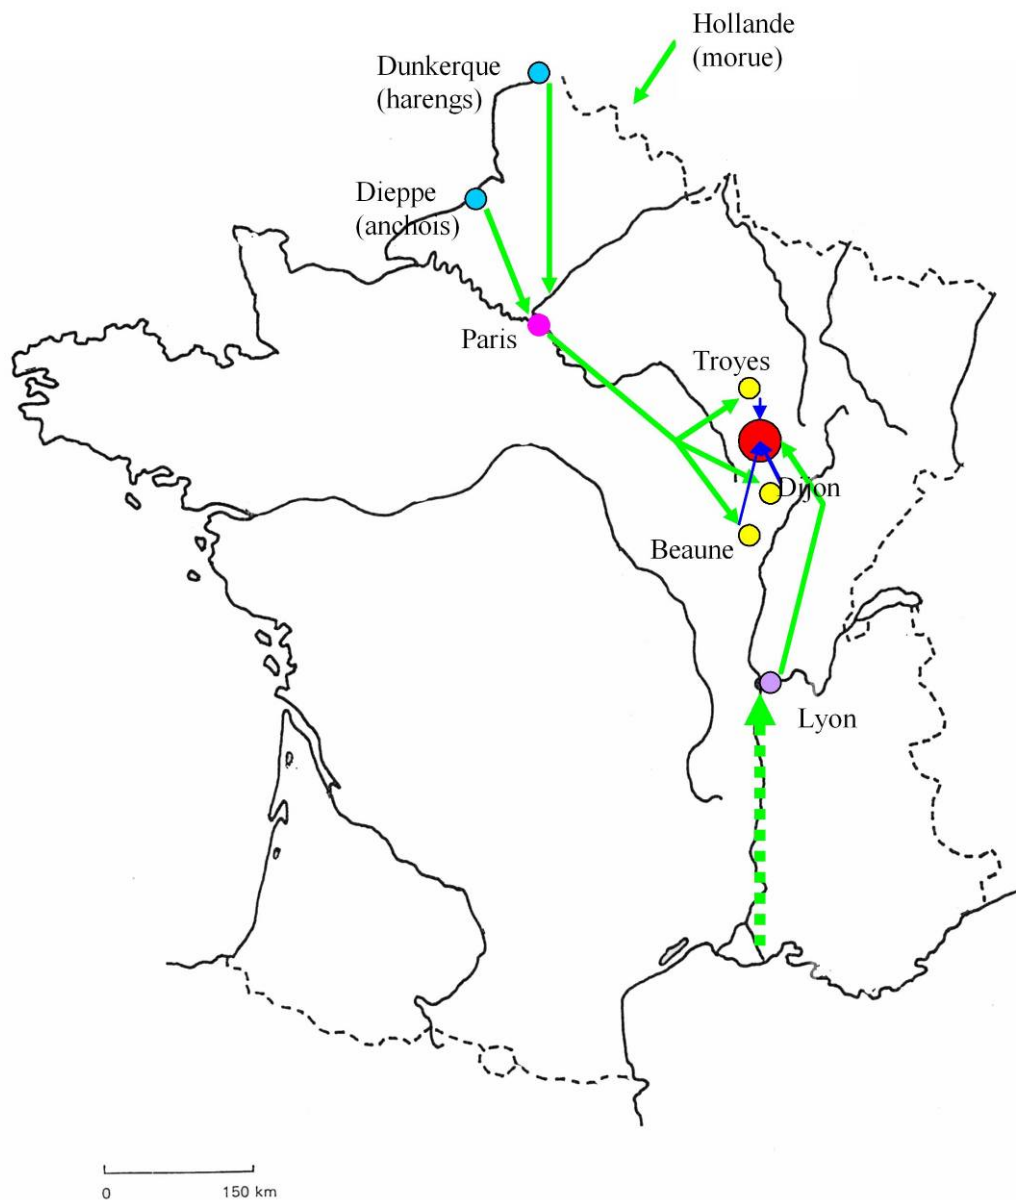 Hollande
(morue)
Dunkerque
(harengs)
Dieppe
(anchois)
Paris
Troyes
Dijon
Beaune
Lyon
0 150 km